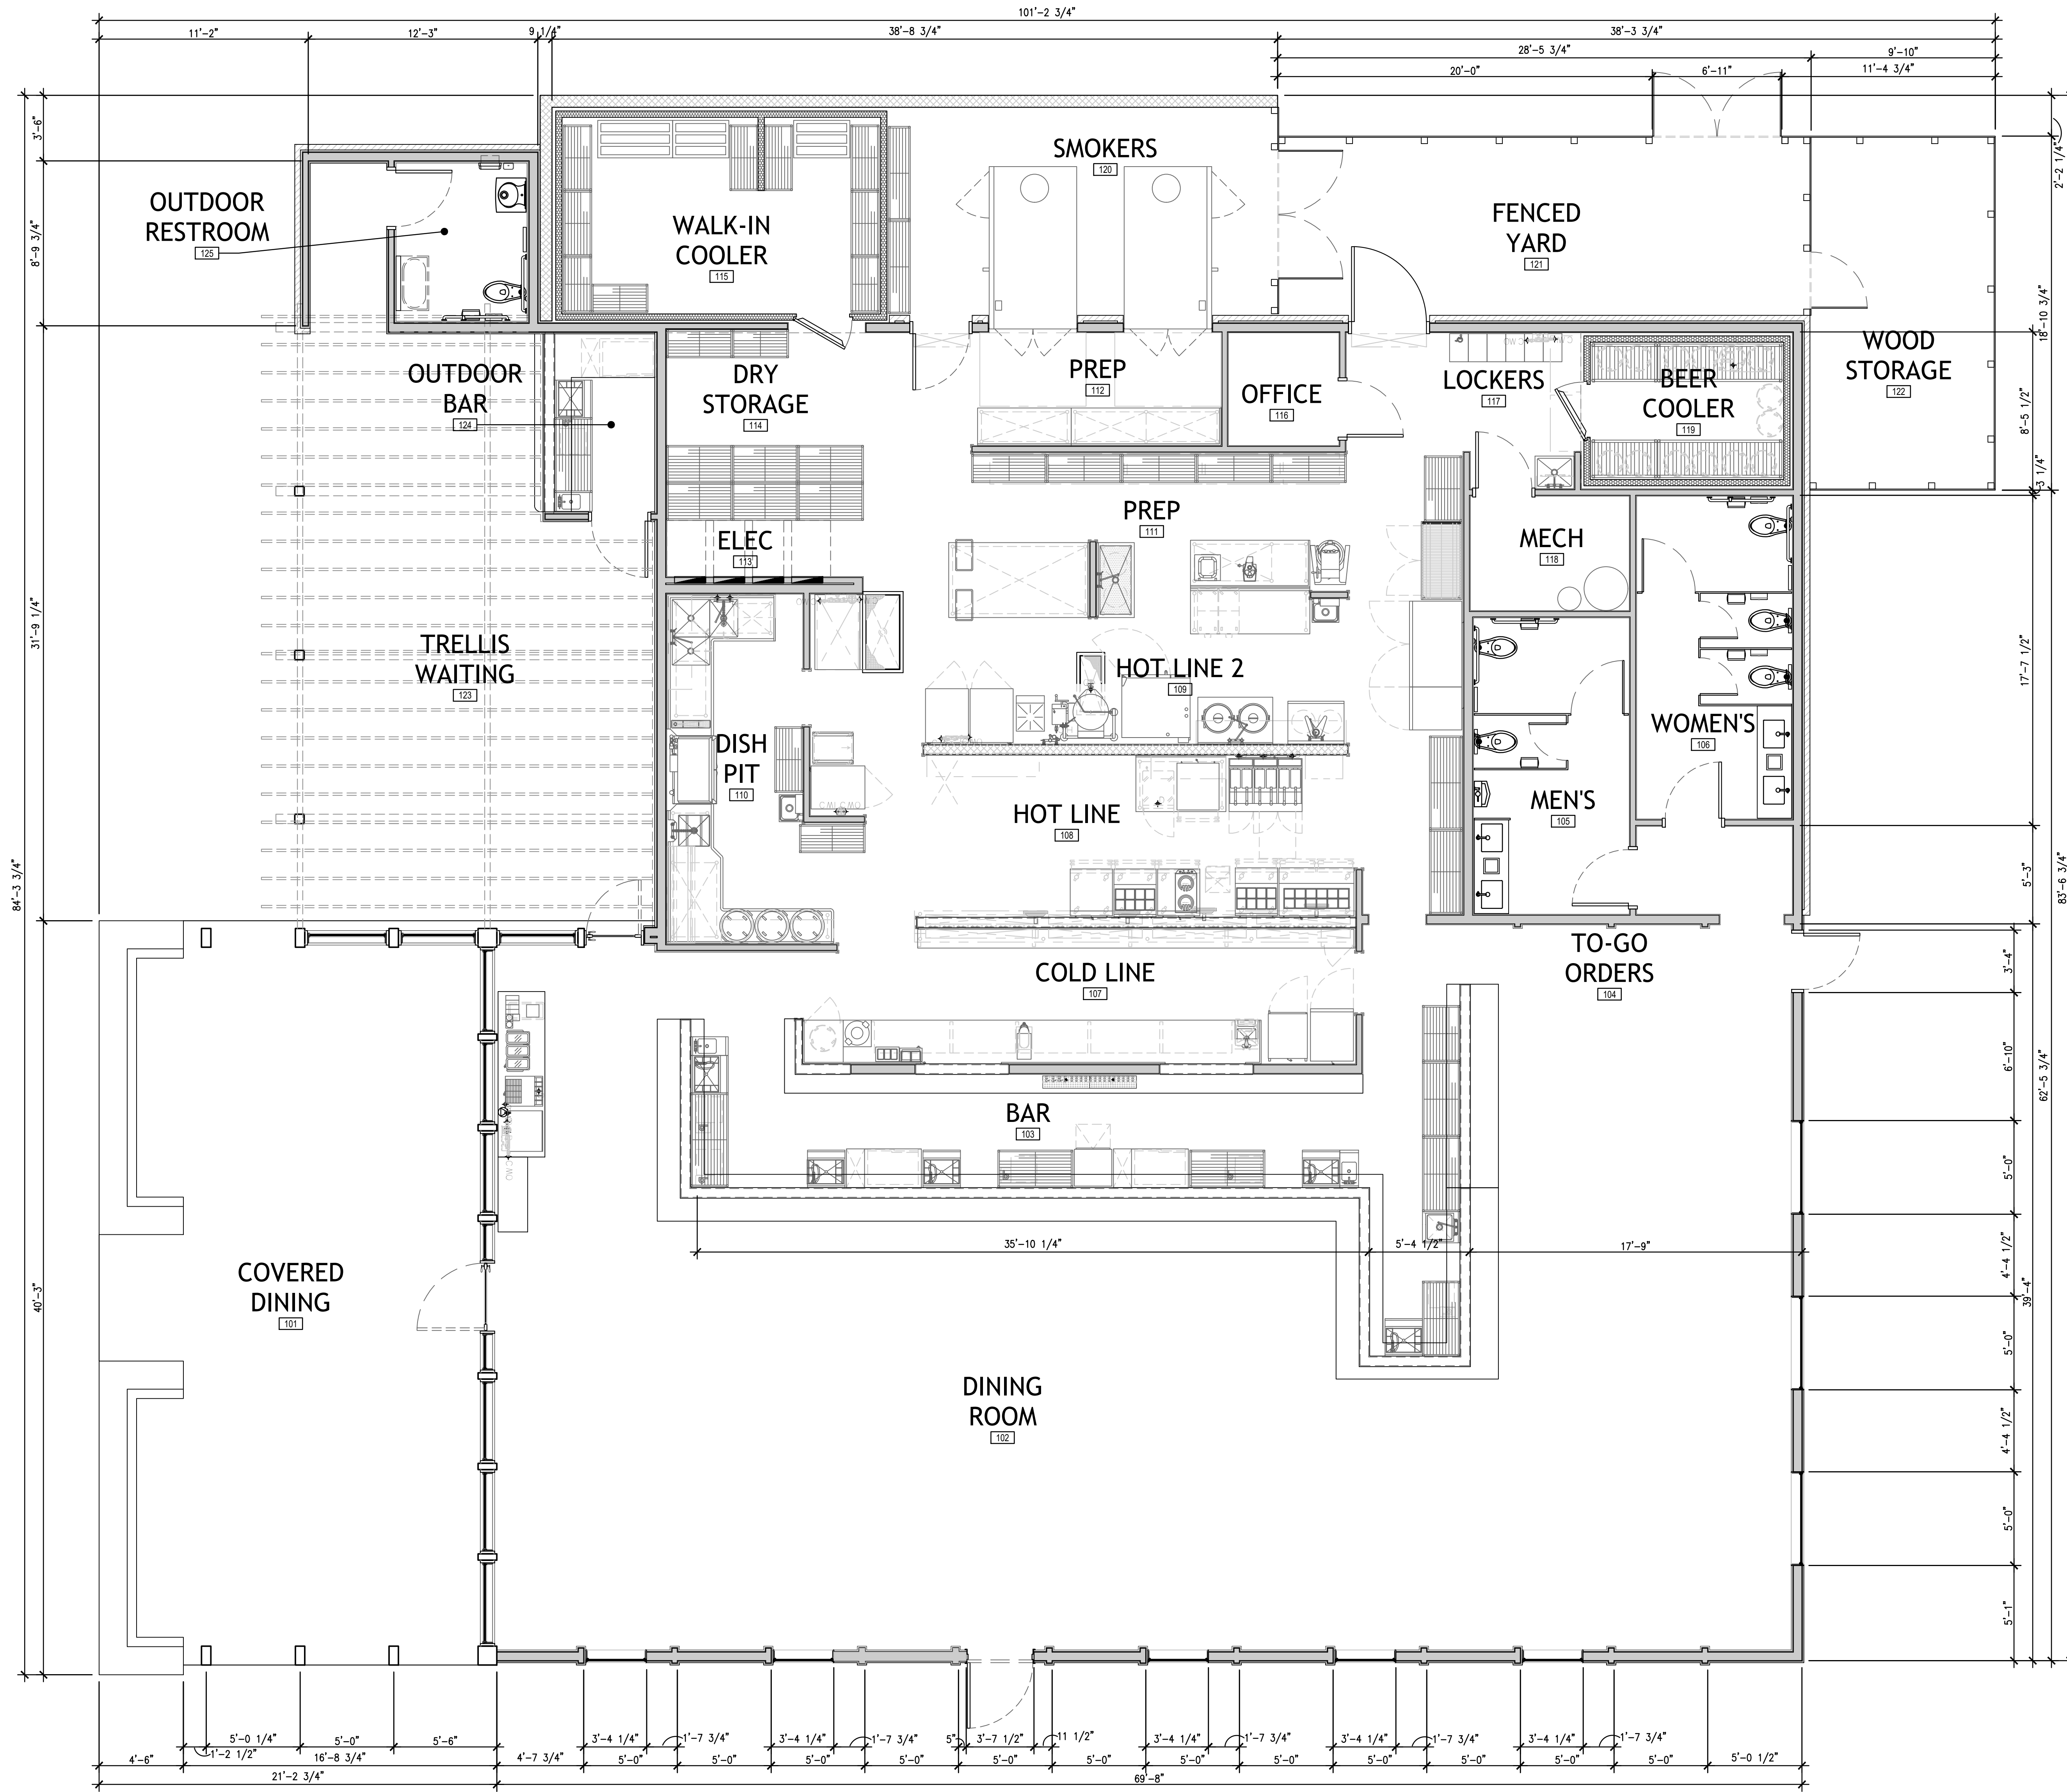 101'-2 3/4"
11'-2"
12'-3"
9 1/4"
38'-8 3/4"
38'-3 3/4"
28'-5 3/4"
9'-10"
20'-0"
6'-11"
11'-4 3/4"
3'-6"
8'-9 3/4"
31'-9 1/4"
84'-3 3/4"
40'-3"
2'-2 1/4"
18'-10 3/4"
8'-5 1/2"
3 1/4"
17'-7 1/2"
5'-3"
83'-6 3/4"
3'-4"
6'-10"
62'-5 3/4"
5'-0"
4'-4 1/2"
39'-4"
5'-0"
4'-4 1/2"
5'-0"
5'-1"
OUTDOOR
RESTROOM
125
WALK-IN
COOLER
115
SMOKERS
120
FENCED
YARD
121
WOOD
STORAGE
122
OUTDOOR
BAR
124
DRY
STORAGE
114
PREP
112
OFFICE
116
LOCKERS
117
BEER
COOLER
119
ELEC
113
PREP
111
MECH
118
TRELLIS
WAITING
123
HOT LINE 2
109
WOMEN'S
106
DISH
PIT
110
HOT LINE
108
MEN'S
105
COLD LINE
107
TO-GO
ORDERS
104
BAR
103
35'-10 1/4"
5'-4 1/2"
17'-9"
COVERED
DINING
101
DINING
ROOM
102
5'-0 1/4"
5'-0"
5'-6"
3'-4 1/4"
1'-7 3/4"
3'-4 1/4"
1'-7 3/4"
5"
3'-7 1/2"
11 1/2"
3'-4 1/4"
1'-7 3/4"
3'-4 1/4"
1'-7 3/4"
3'-4 1/4"
1'-7 3/4"
4'-6"
1'-2 1/2"
16'-8 3/4"
4'-7 3/4"
5'-0"
5'-0"
5'-0"
5'-0"
5'-0"
5'-0"
5'-0"
5'-0"
5'-0"
5'-0"
5'-0"
5'-0"
5'-0 1/2"
21'-2 3/4"
69'-8"